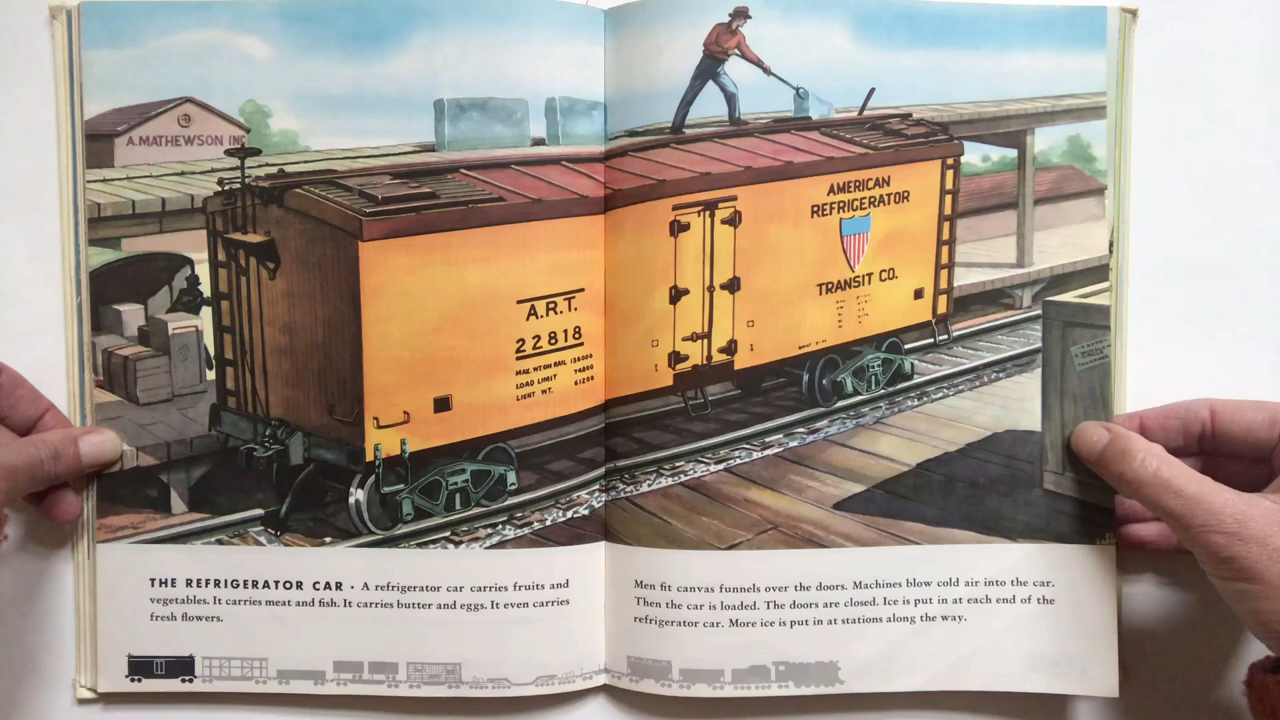 A. MATHEWSON INC
AMERICAN
REFRIGERATOR
TRANSIT CO.
A.R.T.
22818
MAX. WT ON RAIL 136000
LOAD LIMIT 74800
LIGHT WT. 61200
THE REFRIGERATOR CAR • A refrigerator car carries fruits and
vegetables. It carries meat and fish. It carries butter and eggs. It even carries
fresh flowers.
Men fit canvas funnels over the doors. Machines blow cold air into the car.
Then the car is loaded. The doors are closed. Ice is put in at each end of the
refrigerator car. More ice is put in at stations along the way.